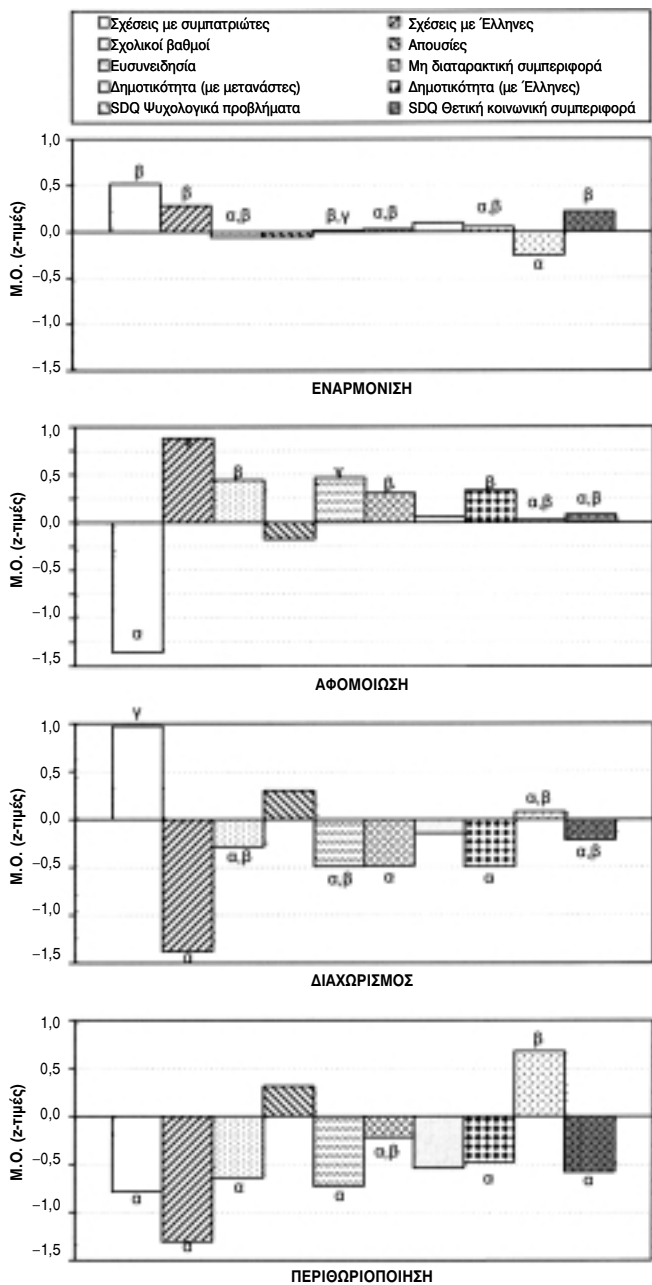 Σχέσεις με συμπατριώτες Σχέσεις με Έλληνες
Σχολικοί βαθμοί Απουσίες
Ευσυνειδησία Μη διαταρακτική συμπεριφορά
Δημοτικότητα (με μετανάστες) Δημοτικότητα (με Έλληνες)
SDQ Ψυχολογικά προβλήματα SDQ Θετική κοινωνική συμπεριφορά
1,0
0,5
0,0
−0,5
−1,0
−1,5
Μ.Ο. (z-τιμές)
β β α,β β,γ α,β α,β α β
ΕΝΑΡΜΟΝΙΣΗ
1,0
0,5
0,0
−0,5
−1,0
−1,5
Μ.Ο. (z-τιμές)
α β γ β β α,β α,β
ΑΦΟΜΟΙΩΣΗ
1,0
0,5
0,0
−0,5
−1,0
−1,5
Μ.Ο. (z-τιμές)
γ α α,β α,β α α α,β α,β
ΔΙΑΧΩΡΙΣΜΟΣ
1,0
0,5
0,0
−0,5
−1,0
−1,5
Μ.Ο. (z-τιμές)
α α α α α,β α β α
ΠΕΡΙΘΩΡΙΟΠΟΙΗΣΗ